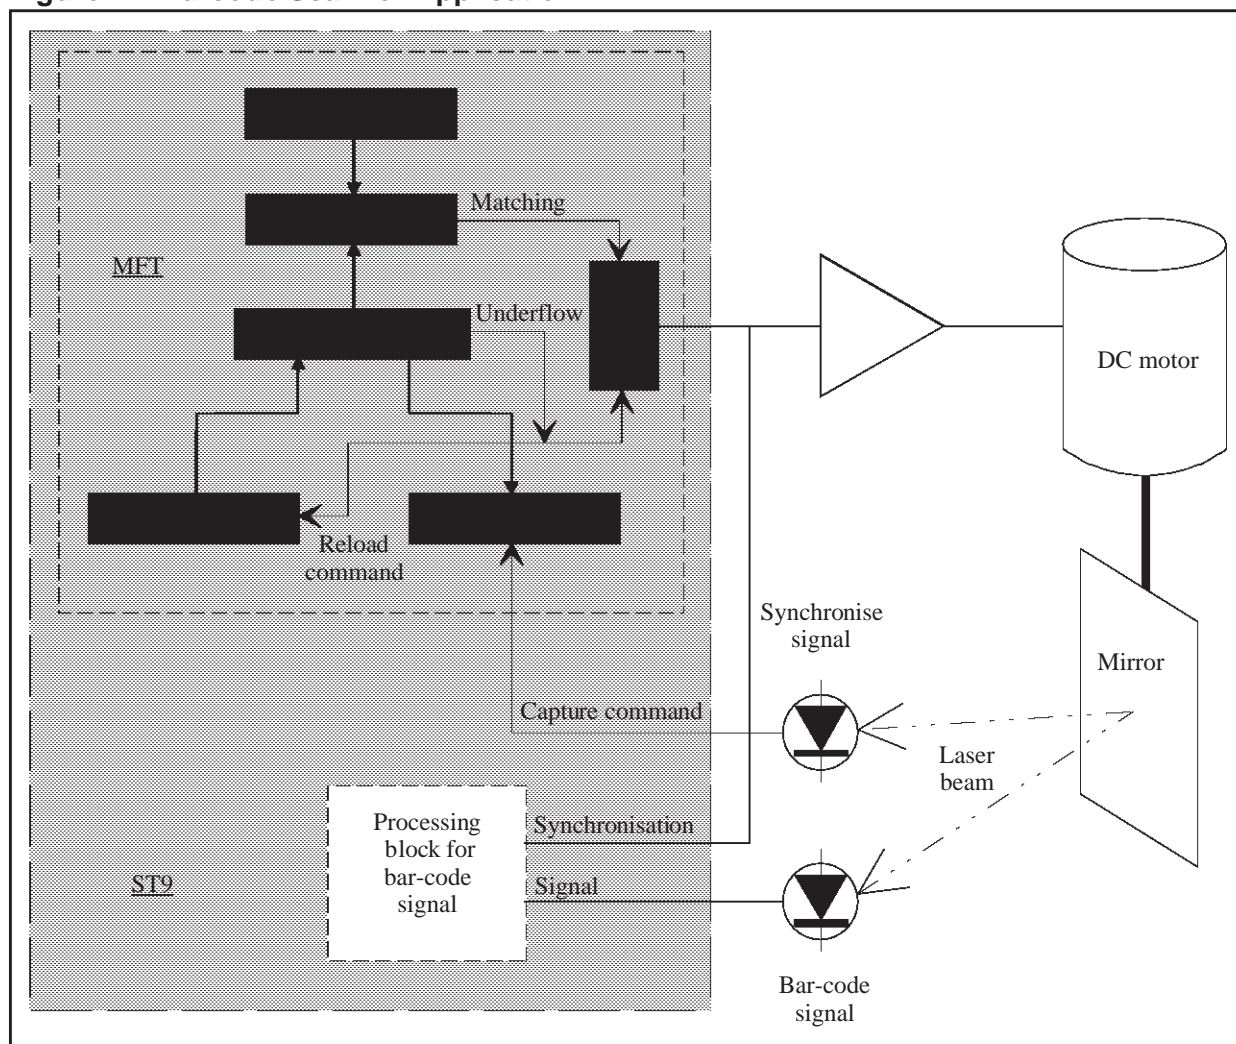 Matching
MFT
Underflow
DC motor
Reload
command
Synchronise
signal
Mirror
Capture command
Laser
beam
Processing
block for
bar-code
signal
Synchronisation
Signal
ST9
Bar-code
signal